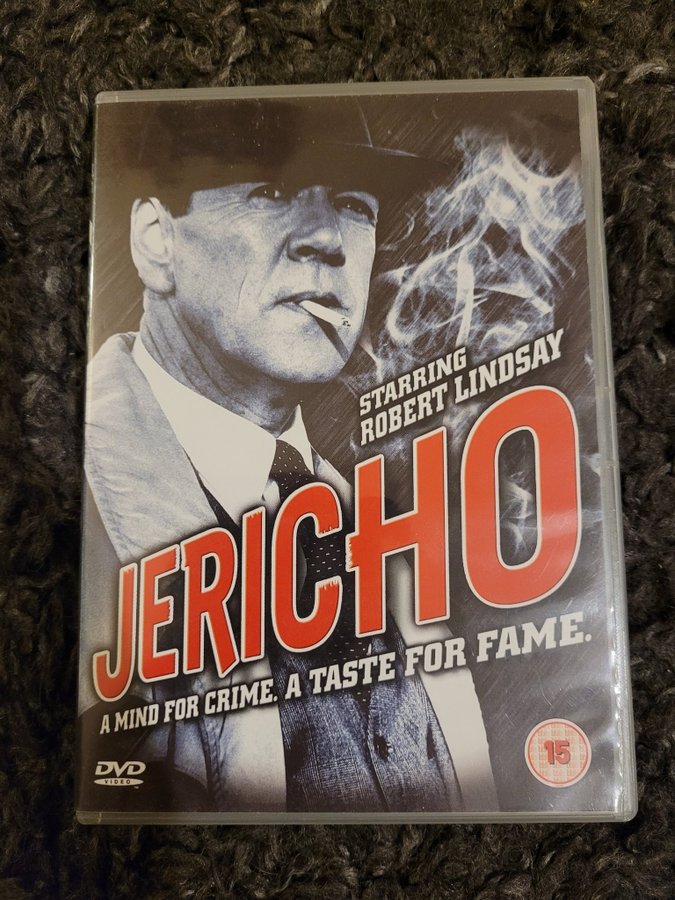 STARRING
ROBERT LINDSAY
JERICHO
A MIND FOR CRIME. A TASTE FOR FAME.
DVD
VIDEO
15